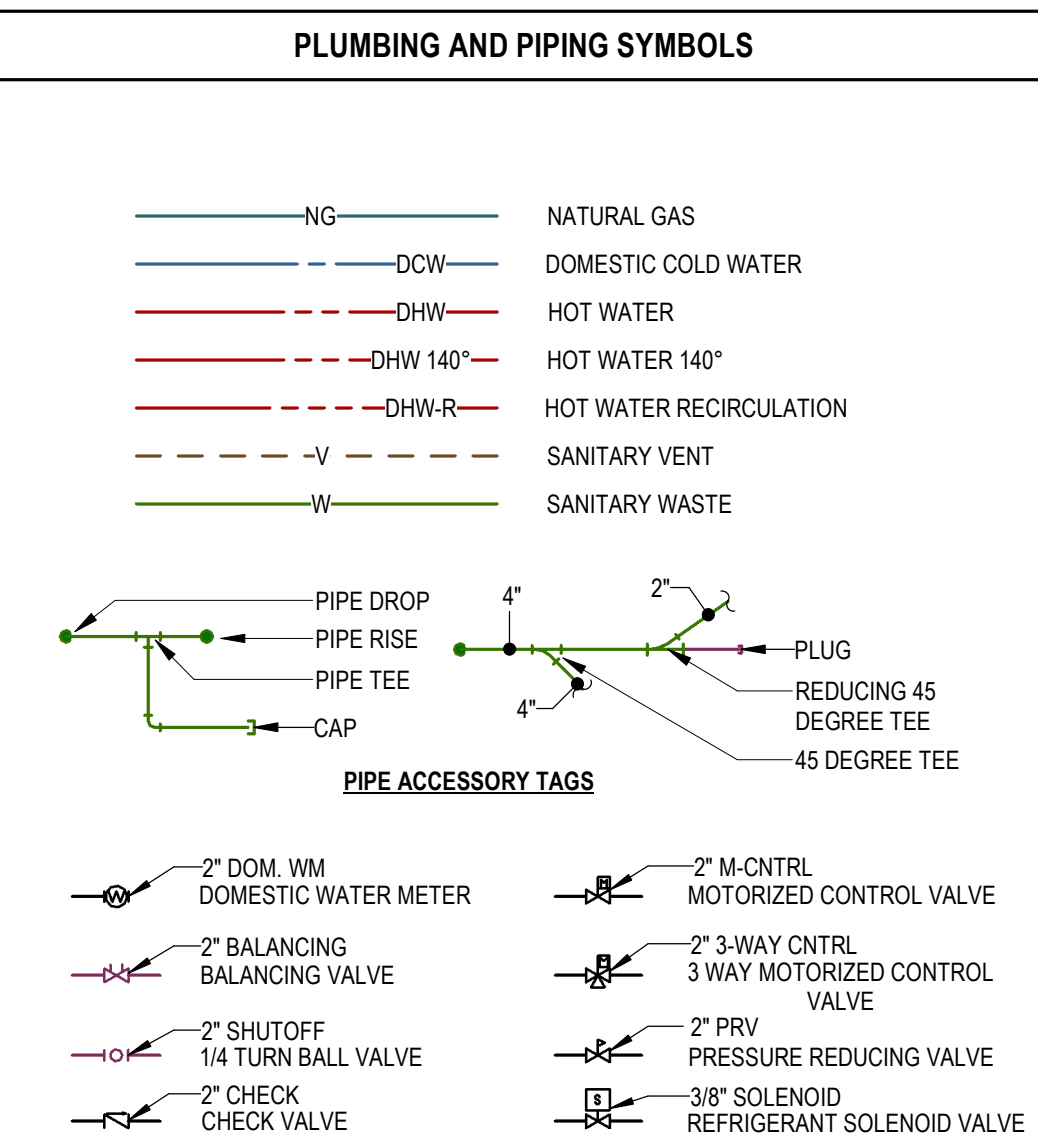 PLUMBING AND PIPING SYMBOLS
NG NATURAL GAS
DCW DOMESTIC COLD WATER
DHW HOT WATER
DHW 140° HOT WATER 140°
DHW-R HOT WATER RECIRCULATION
V SANITARY VENT
W SANITARY WASTE
PIPE DROP
PIPE RISE
PIPE TEE
CAP
4"
2"
4"
PLUG
REDUCING 45
DEGREE TEE
45 DEGREE TEE
PIPE ACCESSORY TAGS
W
2" DOM. WM
DOMESTIC WATER METER
2" BALANCING
BALANCING VALVE
2" SHUTOFF
1/4 TURN BALL VALVE
2" CHECK
CHECK VALVE
M
2" M-CNTRL
MOTORIZED CONTROL VALVE
M
2" 3-WAY CNTRL
3 WAY MOTORIZED CONTROL
VALVE
2" PRV
PRESSURE REDUCING VALVE
S
3/8" SOLENOID
REFRIGERANT SOLENOID VALVE